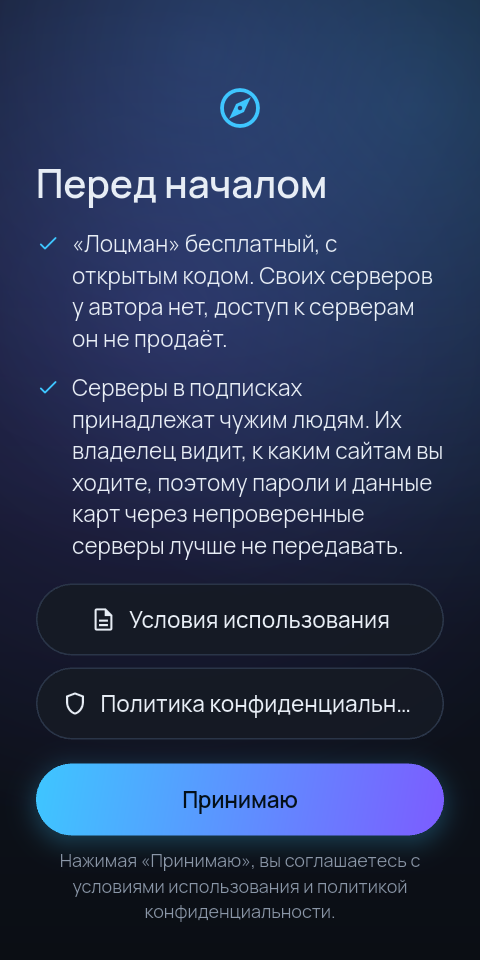 Перед началом
«Лоцман» бесплатный, с
открытым кодом. Своих серверов
у автора нет, доступ к серверам
он не продаёт.
Серверы в подписках
принадлежат чужим людям. Их
владелец видит, к каким сайтам вы
ходите, поэтому пароли и данные
карт через непроверенные
серверы лучше не передавать.
Условия использования
Политика конфиденциальн…
Принимаю
Нажимая «Принимаю», вы соглашаетесь с
условиями использования и политикой
конфиденциальности.